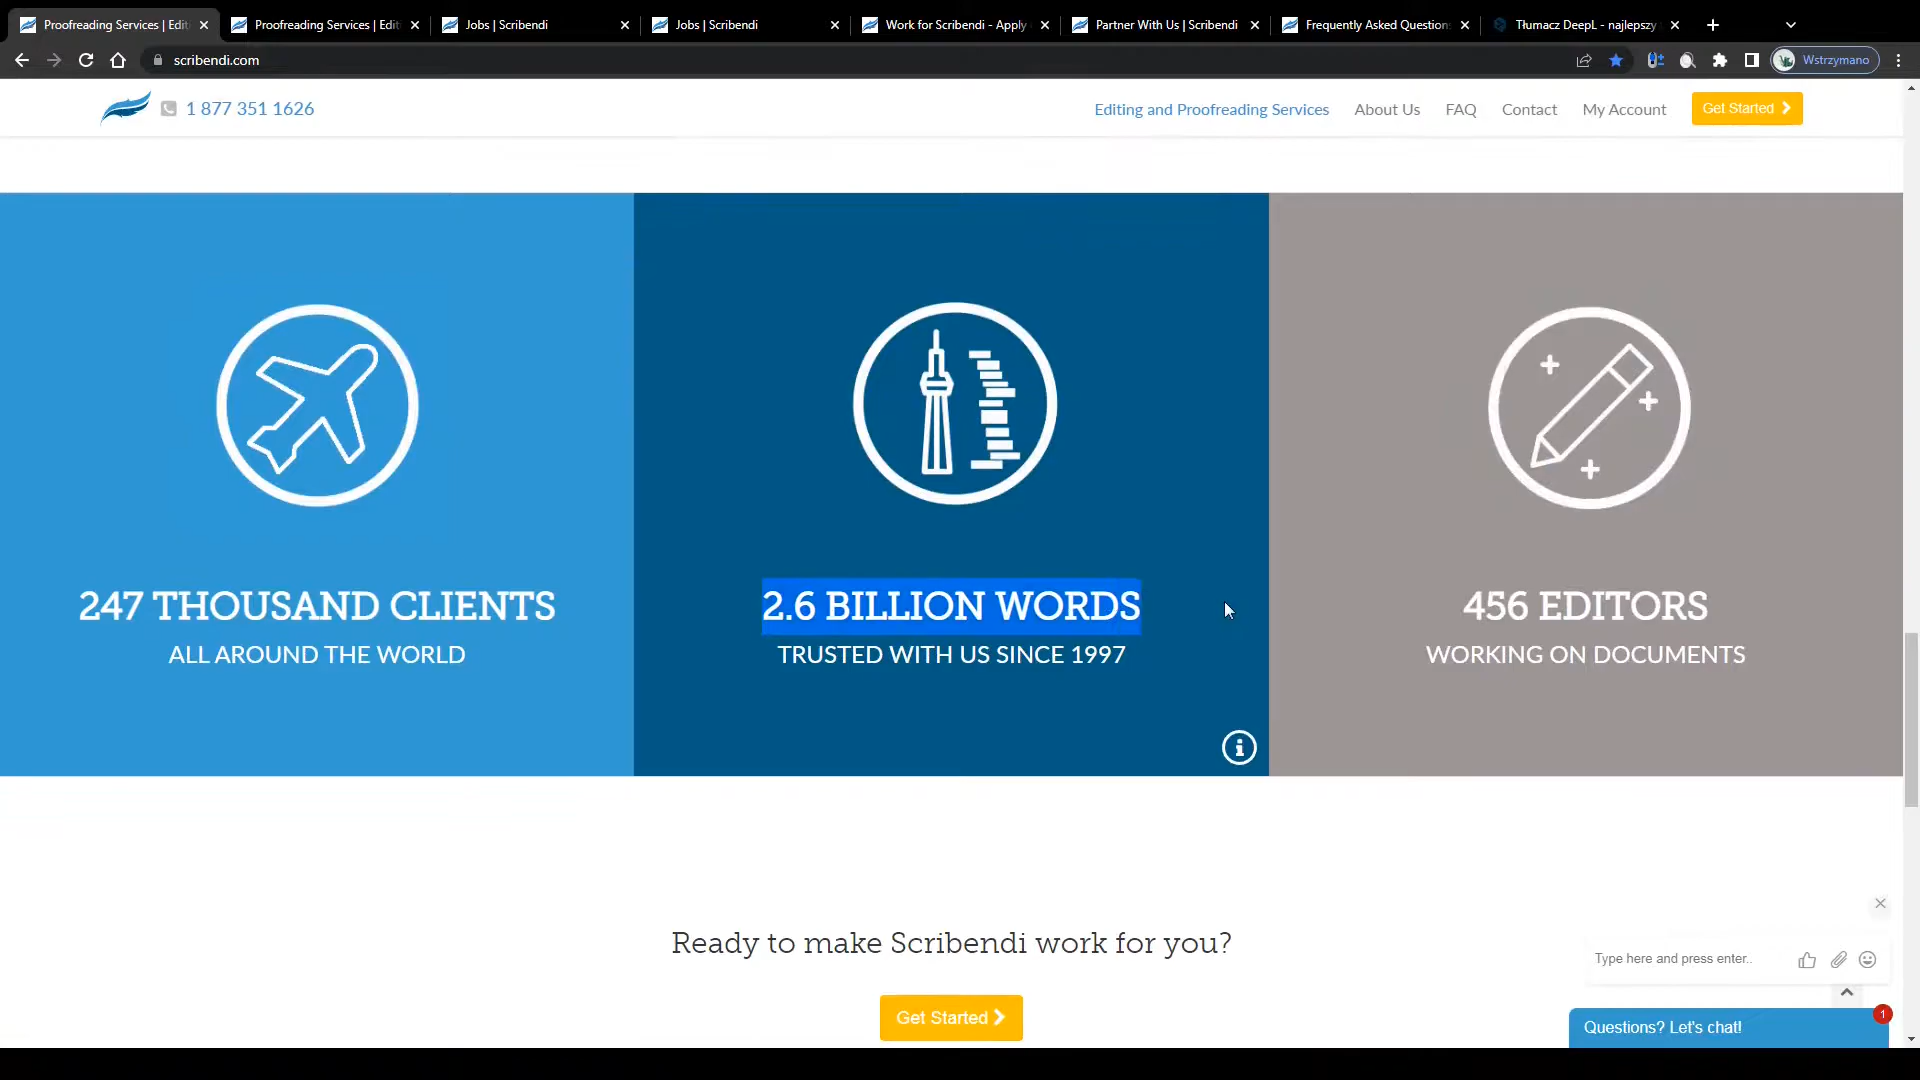 Proofreading Services | Edit
Proofreading Services | Edit
Jobs | Scribendi
Jobs | Scribendi
Work for Scribendi - Apply
Partner With Us | Scribendi
Frequently Asked Question
Tłumacz DeepL - najlepszy
scribendi.com
Wstrzymano
1 877 351 1626
Editing and Proofreading Services
About Us
FAQ
Contact
My Account
Get Started
247 THOUSAND CLIENTS
ALL AROUND THE WORLD
2.6 BILLION WORDS
TRUSTED WITH US SINCE 1997
456 EDITORS
WORKING ON DOCUMENTS
Ready to make Scribendi work for you?
Get Started
Type here and press enter..
Questions? Let's chat!
1